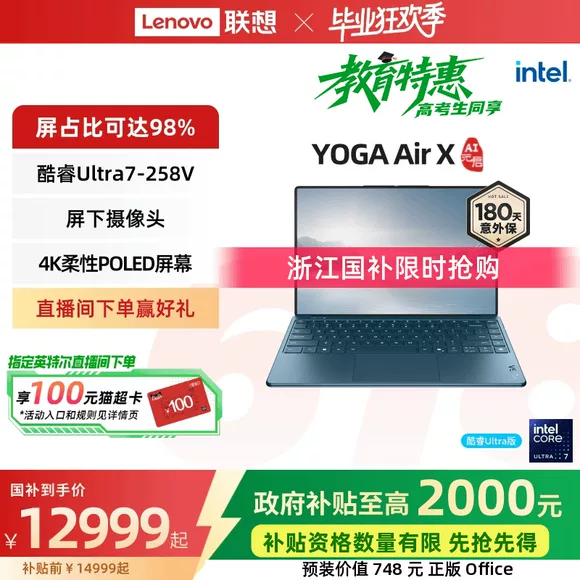 Lenovo 联想 × 毕业狂欢季
教育特惠
高考生同享
intel
屏占比可达98%
酷睿Ultra7-258V
屏下摄像头
4K柔性POLED屏幕
直播间下单赢好礼
YOGA Air X AI元启
HOT SALE
180天
意外保
浙江国补限时抢购
指定英特尔直播间下单
享100元猫超卡
*活动入口和规则见详情页
¥100
酷睿Ultra版
intel
CORE
ULTRA 7
国补到手价
¥12999起
补贴前¥14999起
政府补贴至高2000元
补贴资格数量有限 先抢先得
预装价值 748 元 正版 Office